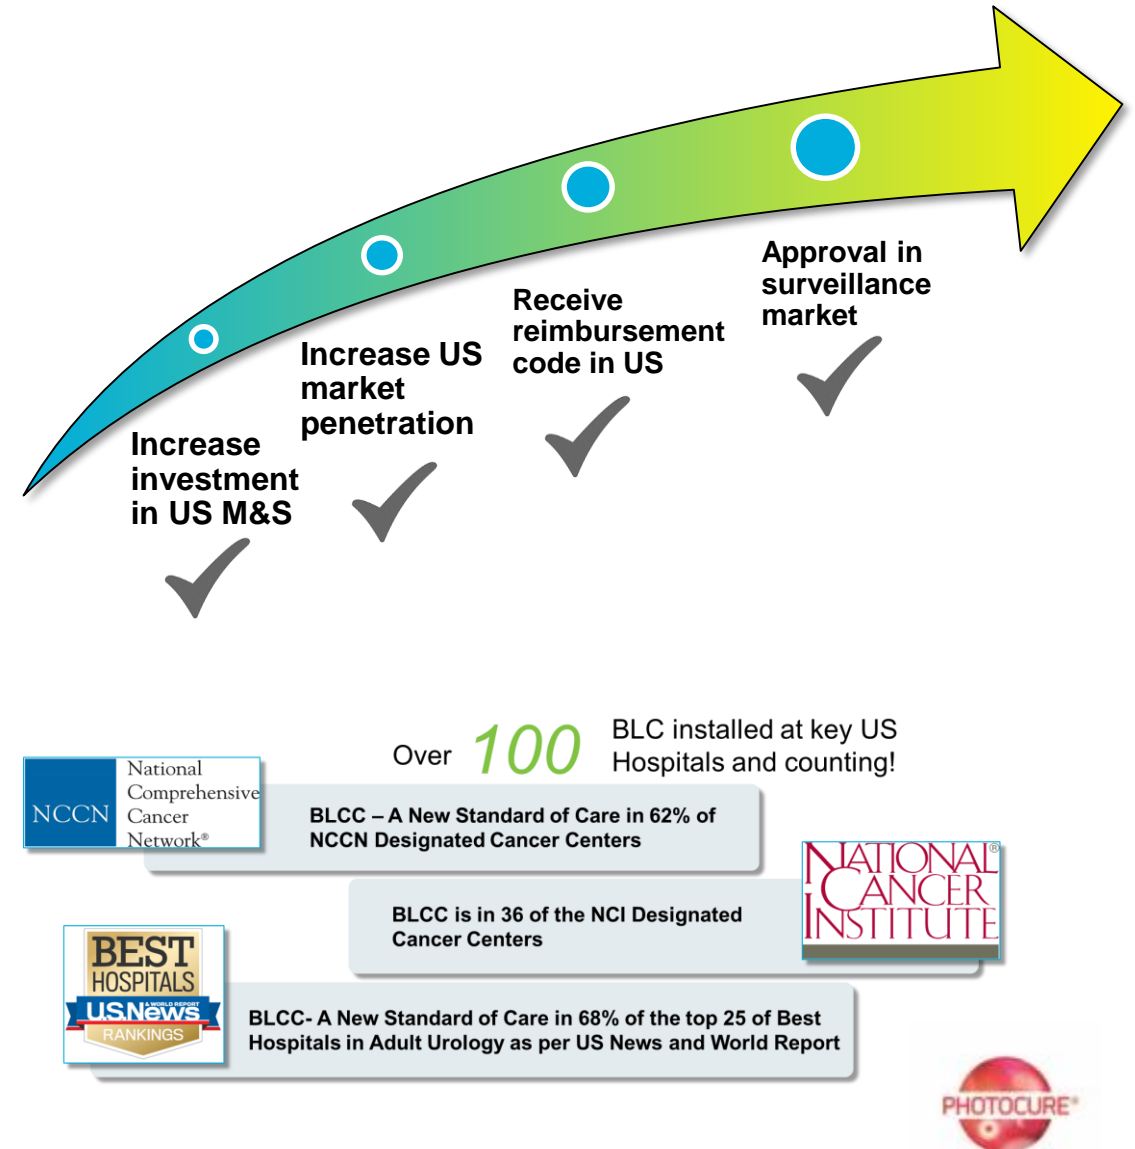 Approval in
surveillance
market
Receive
reimbursement
code in US
Increase US
market
penetration
Increase
investment
in US M&S
Over 100 BLC installed at key US
Hospitals and counting!
NCCN
National
Comprehensive
Cancer
Network®
BLCC – A New Standard of Care in 62% of
NCCN Designated Cancer Centers
NATIONAL®
CANCER
INSTITUTE
BLCC is in 36 of the NCI Designated
Cancer Centers
BEST
HOSPITALS
U.S.News
& WORLD REPORT
RANKINGS
BLCC- A New Standard of Care in 68% of the top 25 of Best
Hospitals in Adult Urology as per US News and World Report
PHOTOCURE®